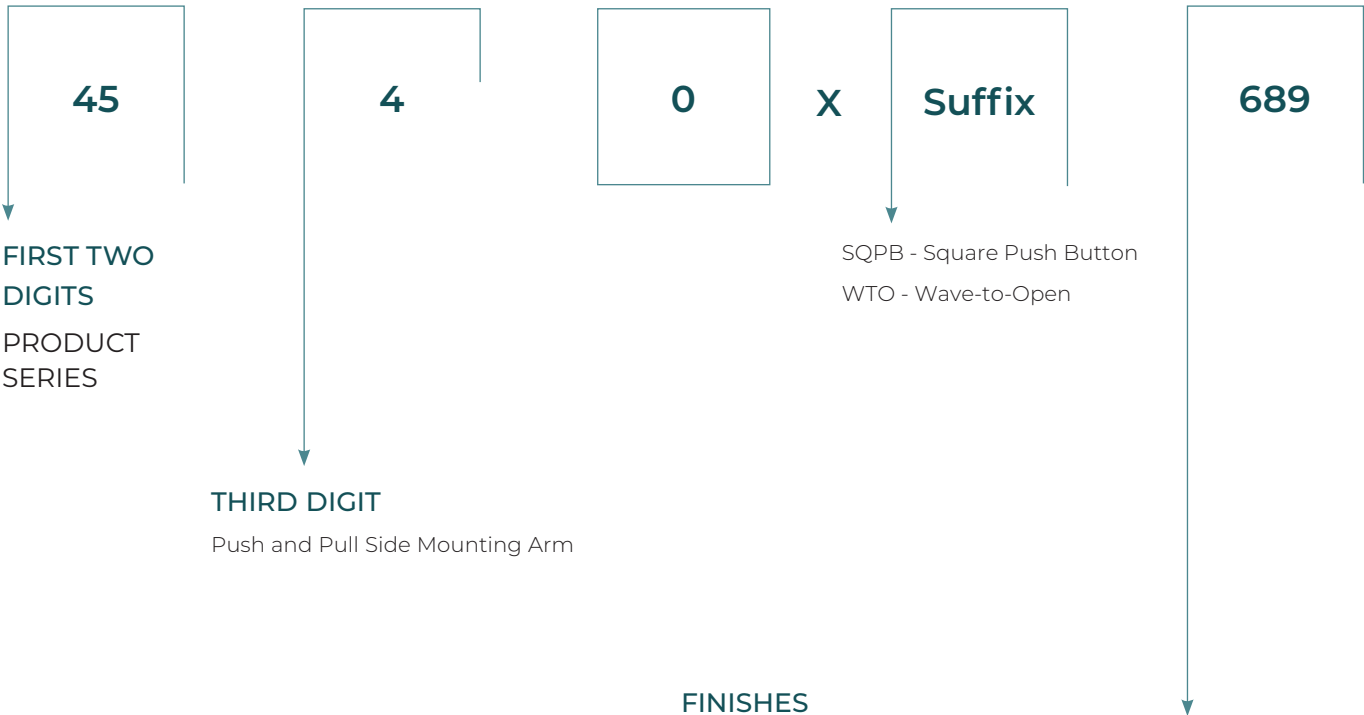 45 4 0 X Suffix 689
FIRST TWO
DIGITS
PRODUCT
SERIES
SQPB - Square Push Button
WTO - Wave-to-Open
THIRD DIGIT
Push and Pull Side Mounting Arm
FINISHES